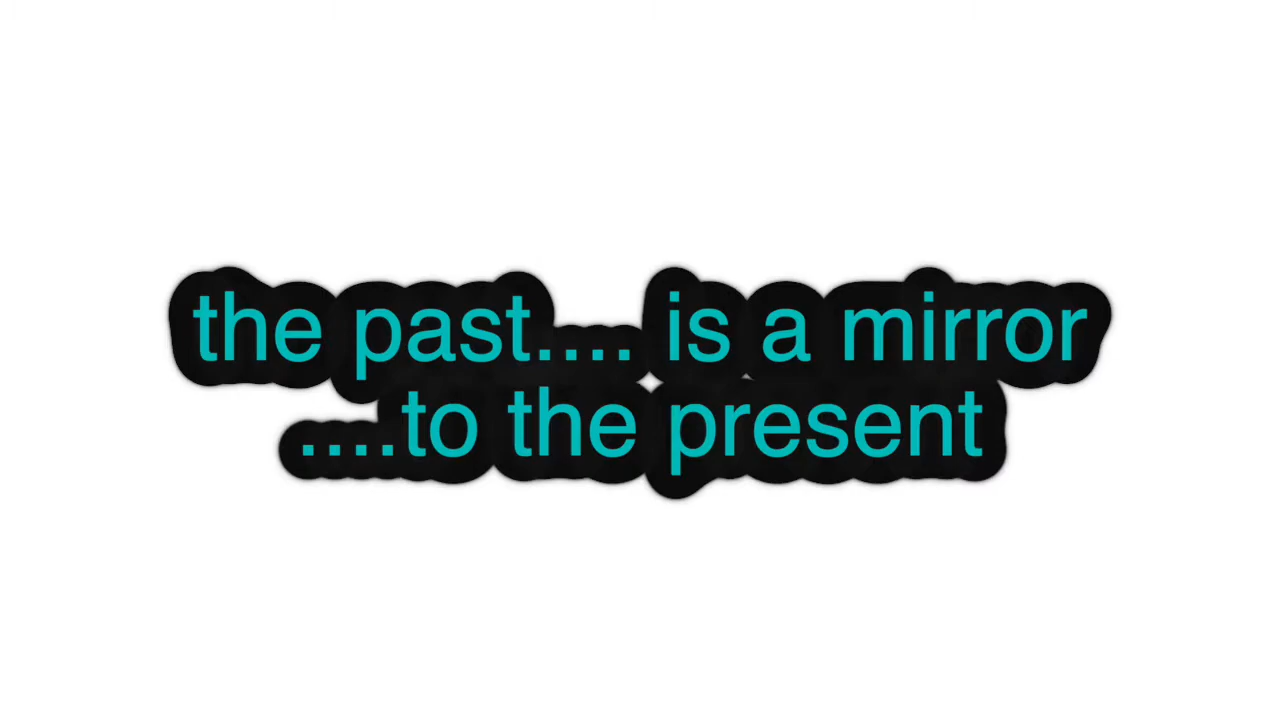 the past.... is a mirror
....to the present